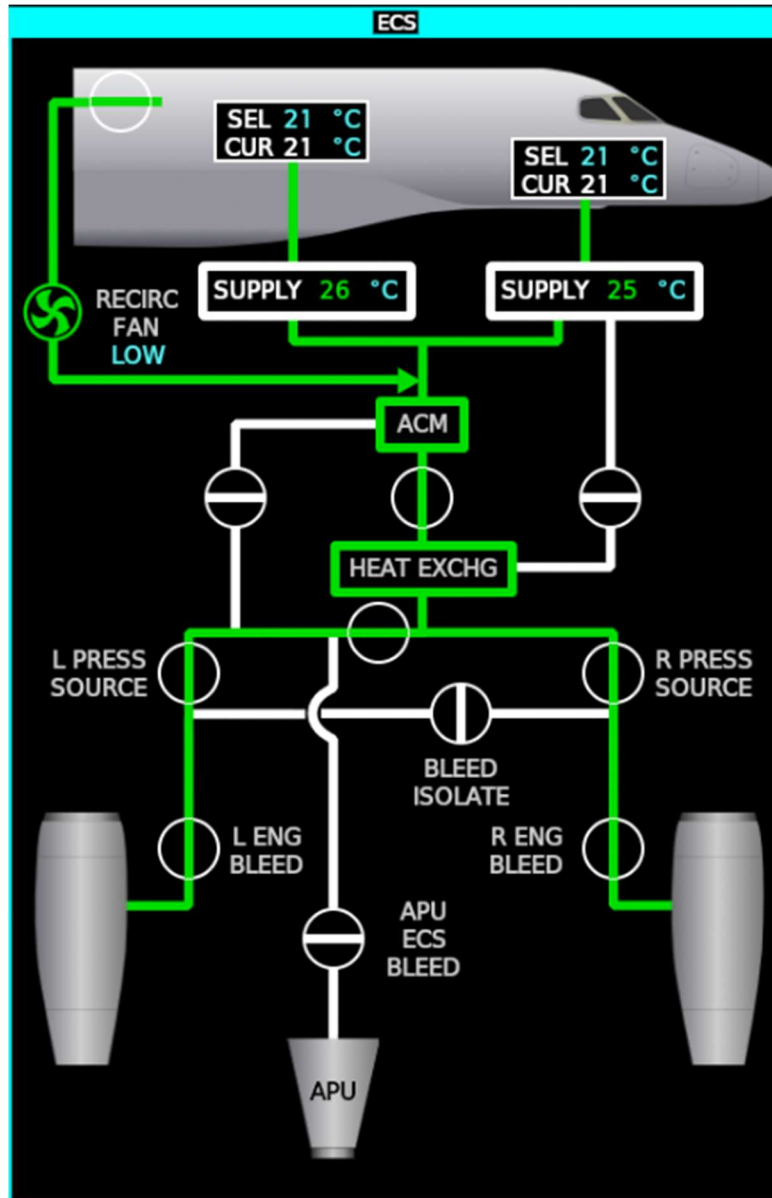 ECS
SEL 21 °C
CUR 21 °C
SEL 21 °C
CUR 21 °C
SUPPLY 26 °C
SUPPLY 25 °C
RECIRC
FAN
LOW
ACM
HEAT EXCHG
L PRESS
SOURCE
R PRESS
SOURCE
BLEED
ISOLATE
L ENG
BLEED
R ENG
BLEED
APU
ECS
BLEED
APU